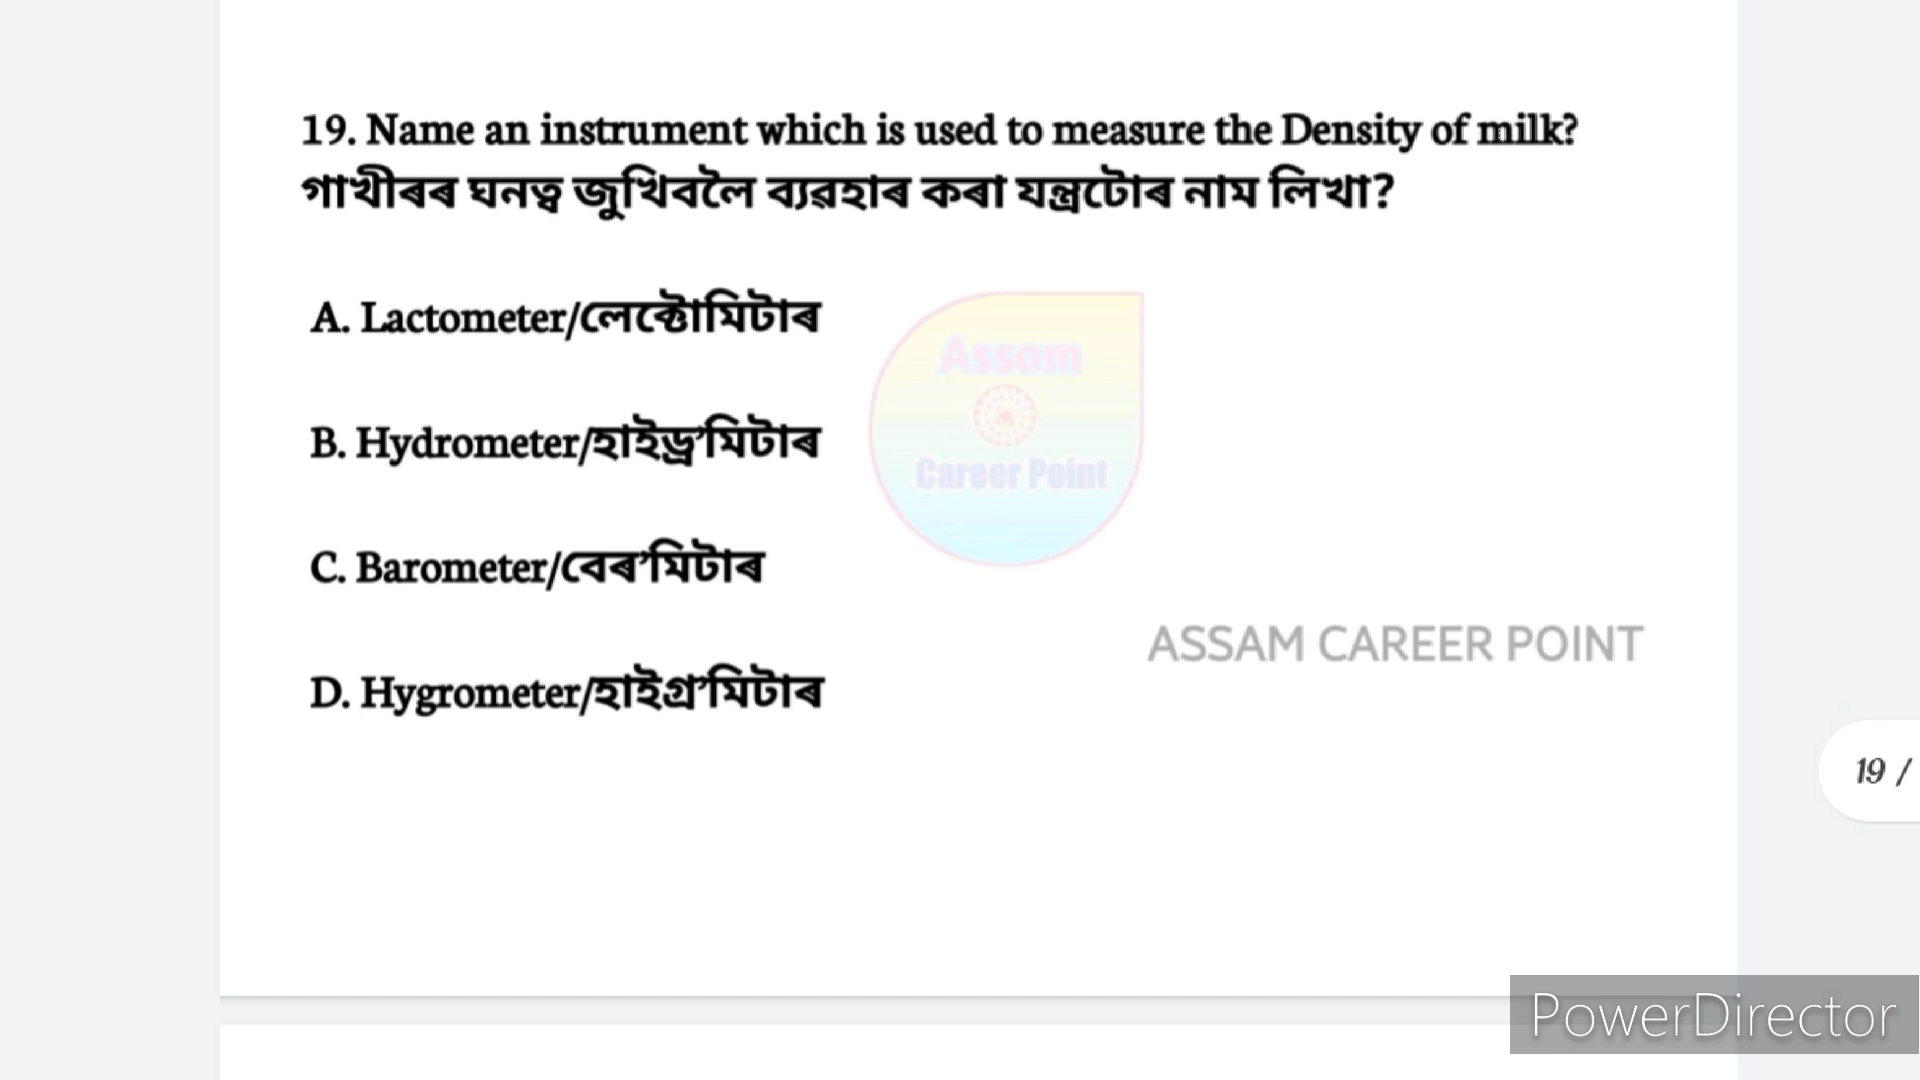 19. Name an instrument which is used to measure the Density of milk?
গাখীৰৰ ঘনত্ব জুখিবলৈ ব্যৱহাৰ কৰা যন্ত্ৰটোৰ নাম লিখা?
A. Lactometer/লেক্টোমিটাৰ
Assam
Career Point
B. Hydrometer/হাইড্ৰ'মিটাৰ
C. Barometer/বেৰ'মিটাৰ
ASSAM CAREER POINT
D. Hygrometer/হাইগ্ৰ'মিটাৰ
19 /
PowerDirector